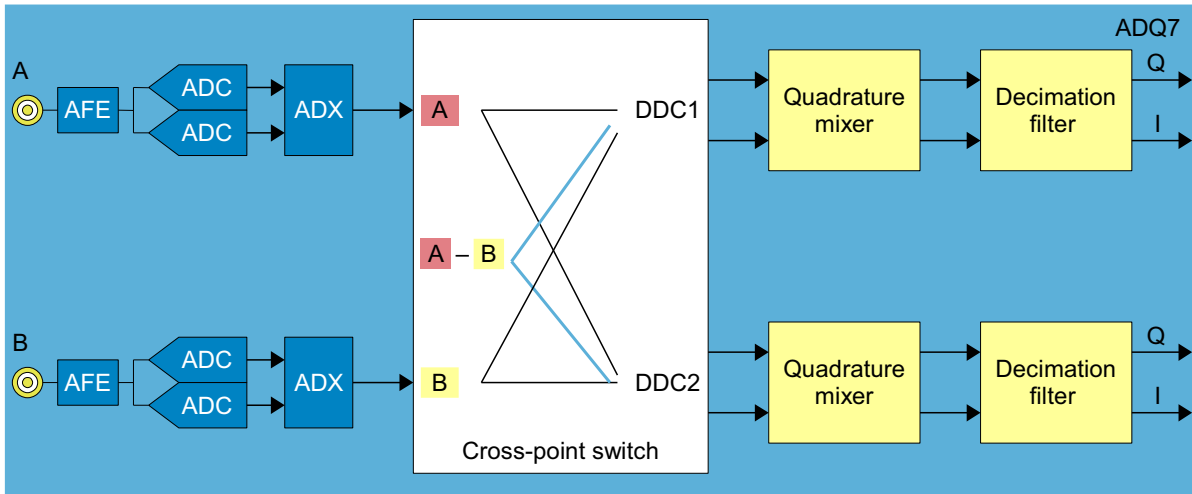 ADQ7
A
AFE
ADC
ADC
ADX
A
DDC1
Quadrature
mixer
Decimation
filter
Q
I
A – B
B
AFE
ADC
ADC
ADX
B
DDC2
Quadrature
mixer
Decimation
filter
Q
I
Cross-point switch